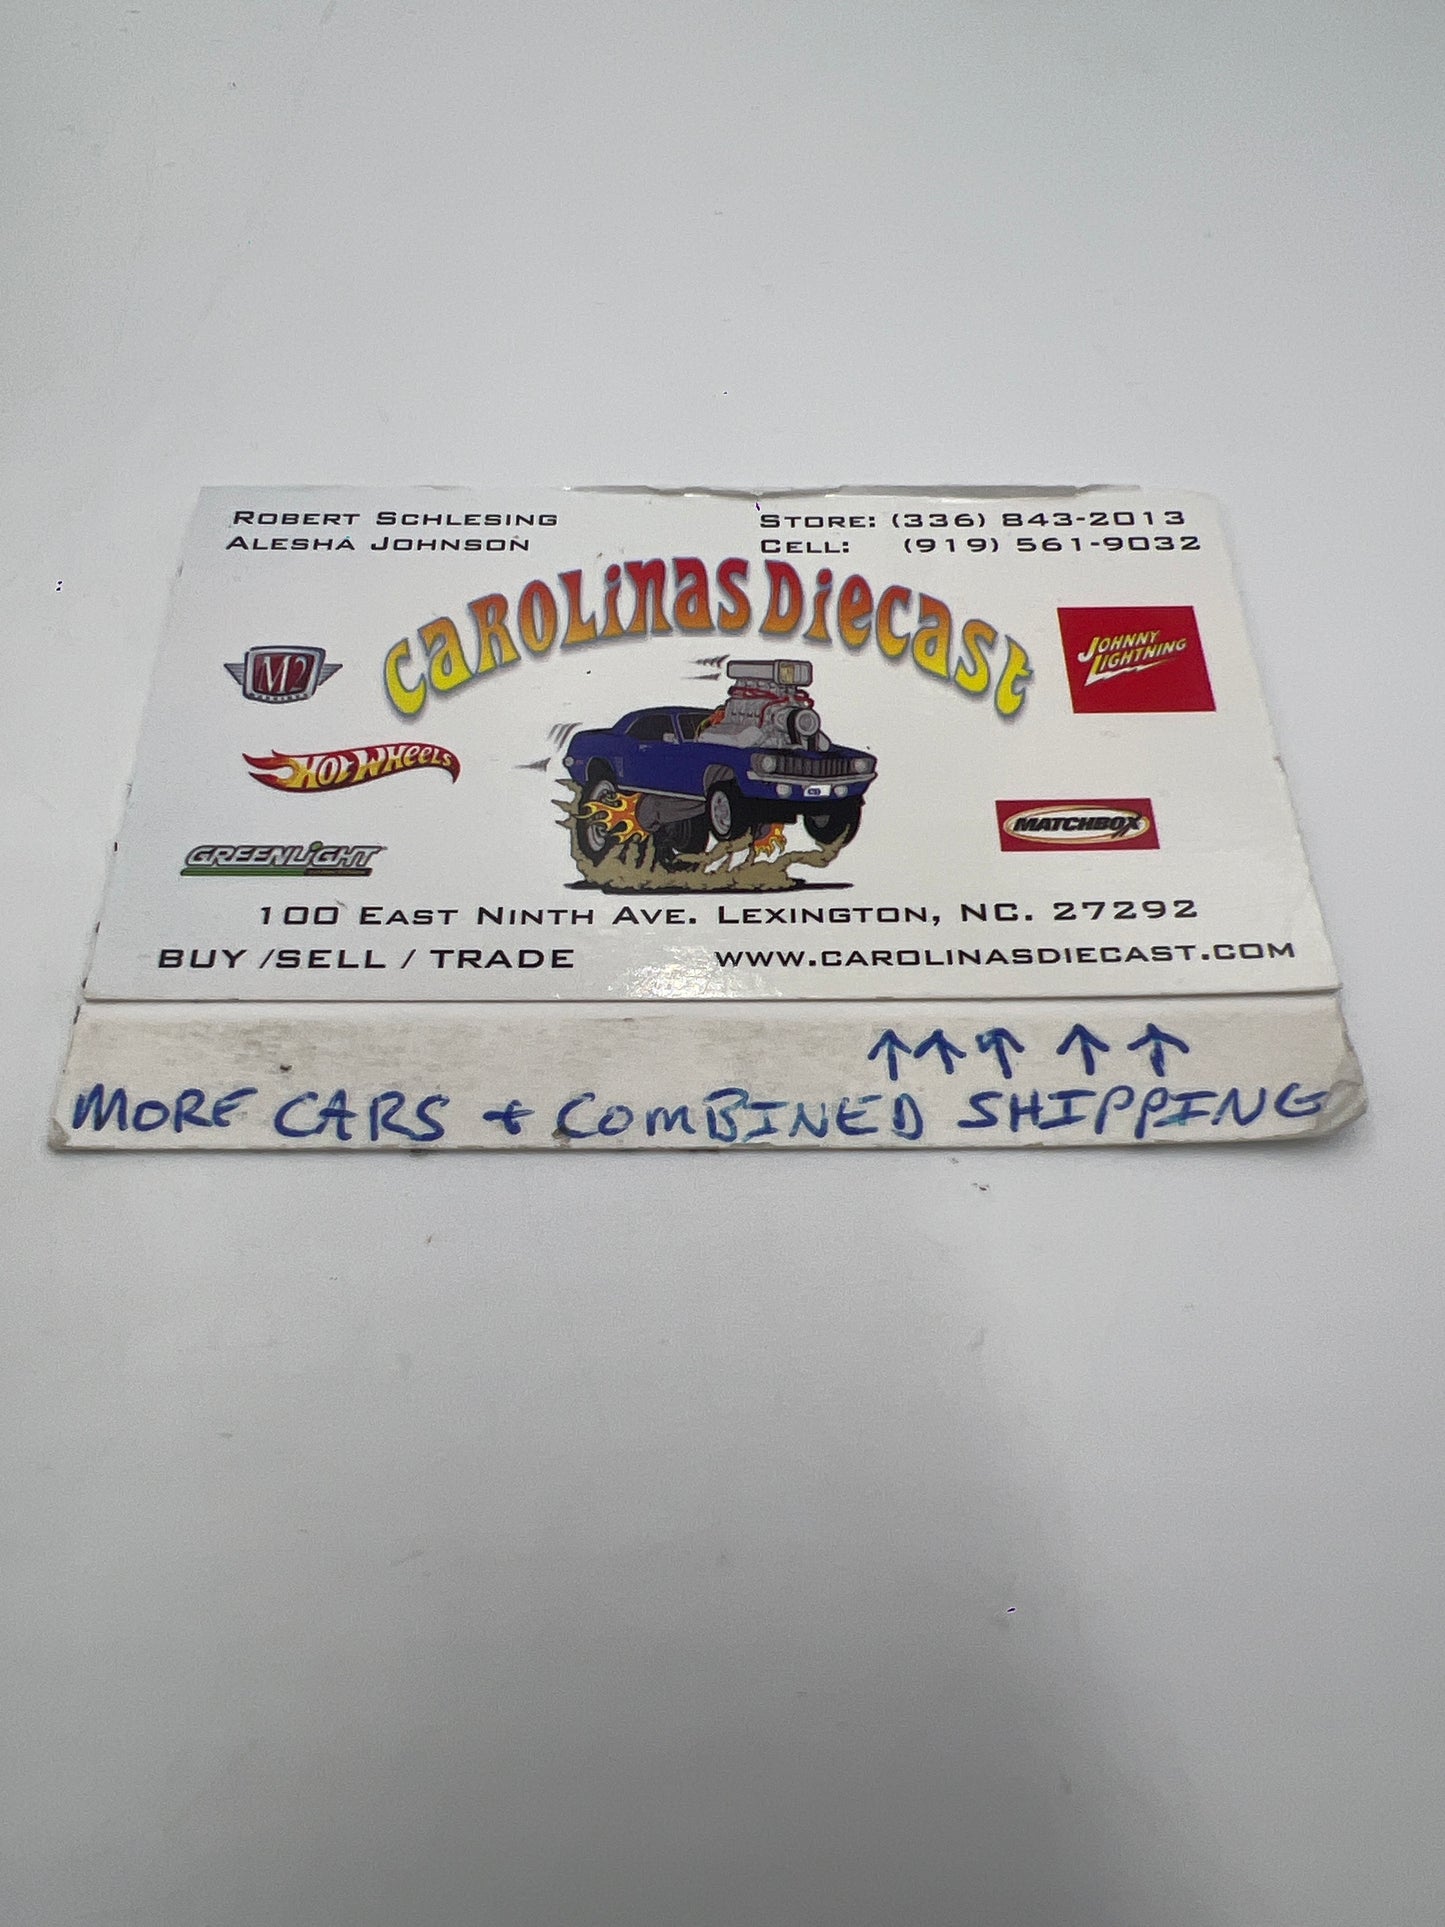 ROBERT SCHLESING
ALESHA JOHNSON
STORE: (336) 843-2013
CELL: (919) 561-9032
CAROLINAS DIECAST
M2
JOHNNY
LIGHTNING
HOT WHEELS
MATCHBOX
GREENLIGHT
100 EAST NINTH AVE. LEXINGTON, NC. 27292
BUY /SELL / TRADE
WWW.CAROLINASDIECAST.COM
↑↑↑↑↑
MORE CARS + COMBINED SHIPPING